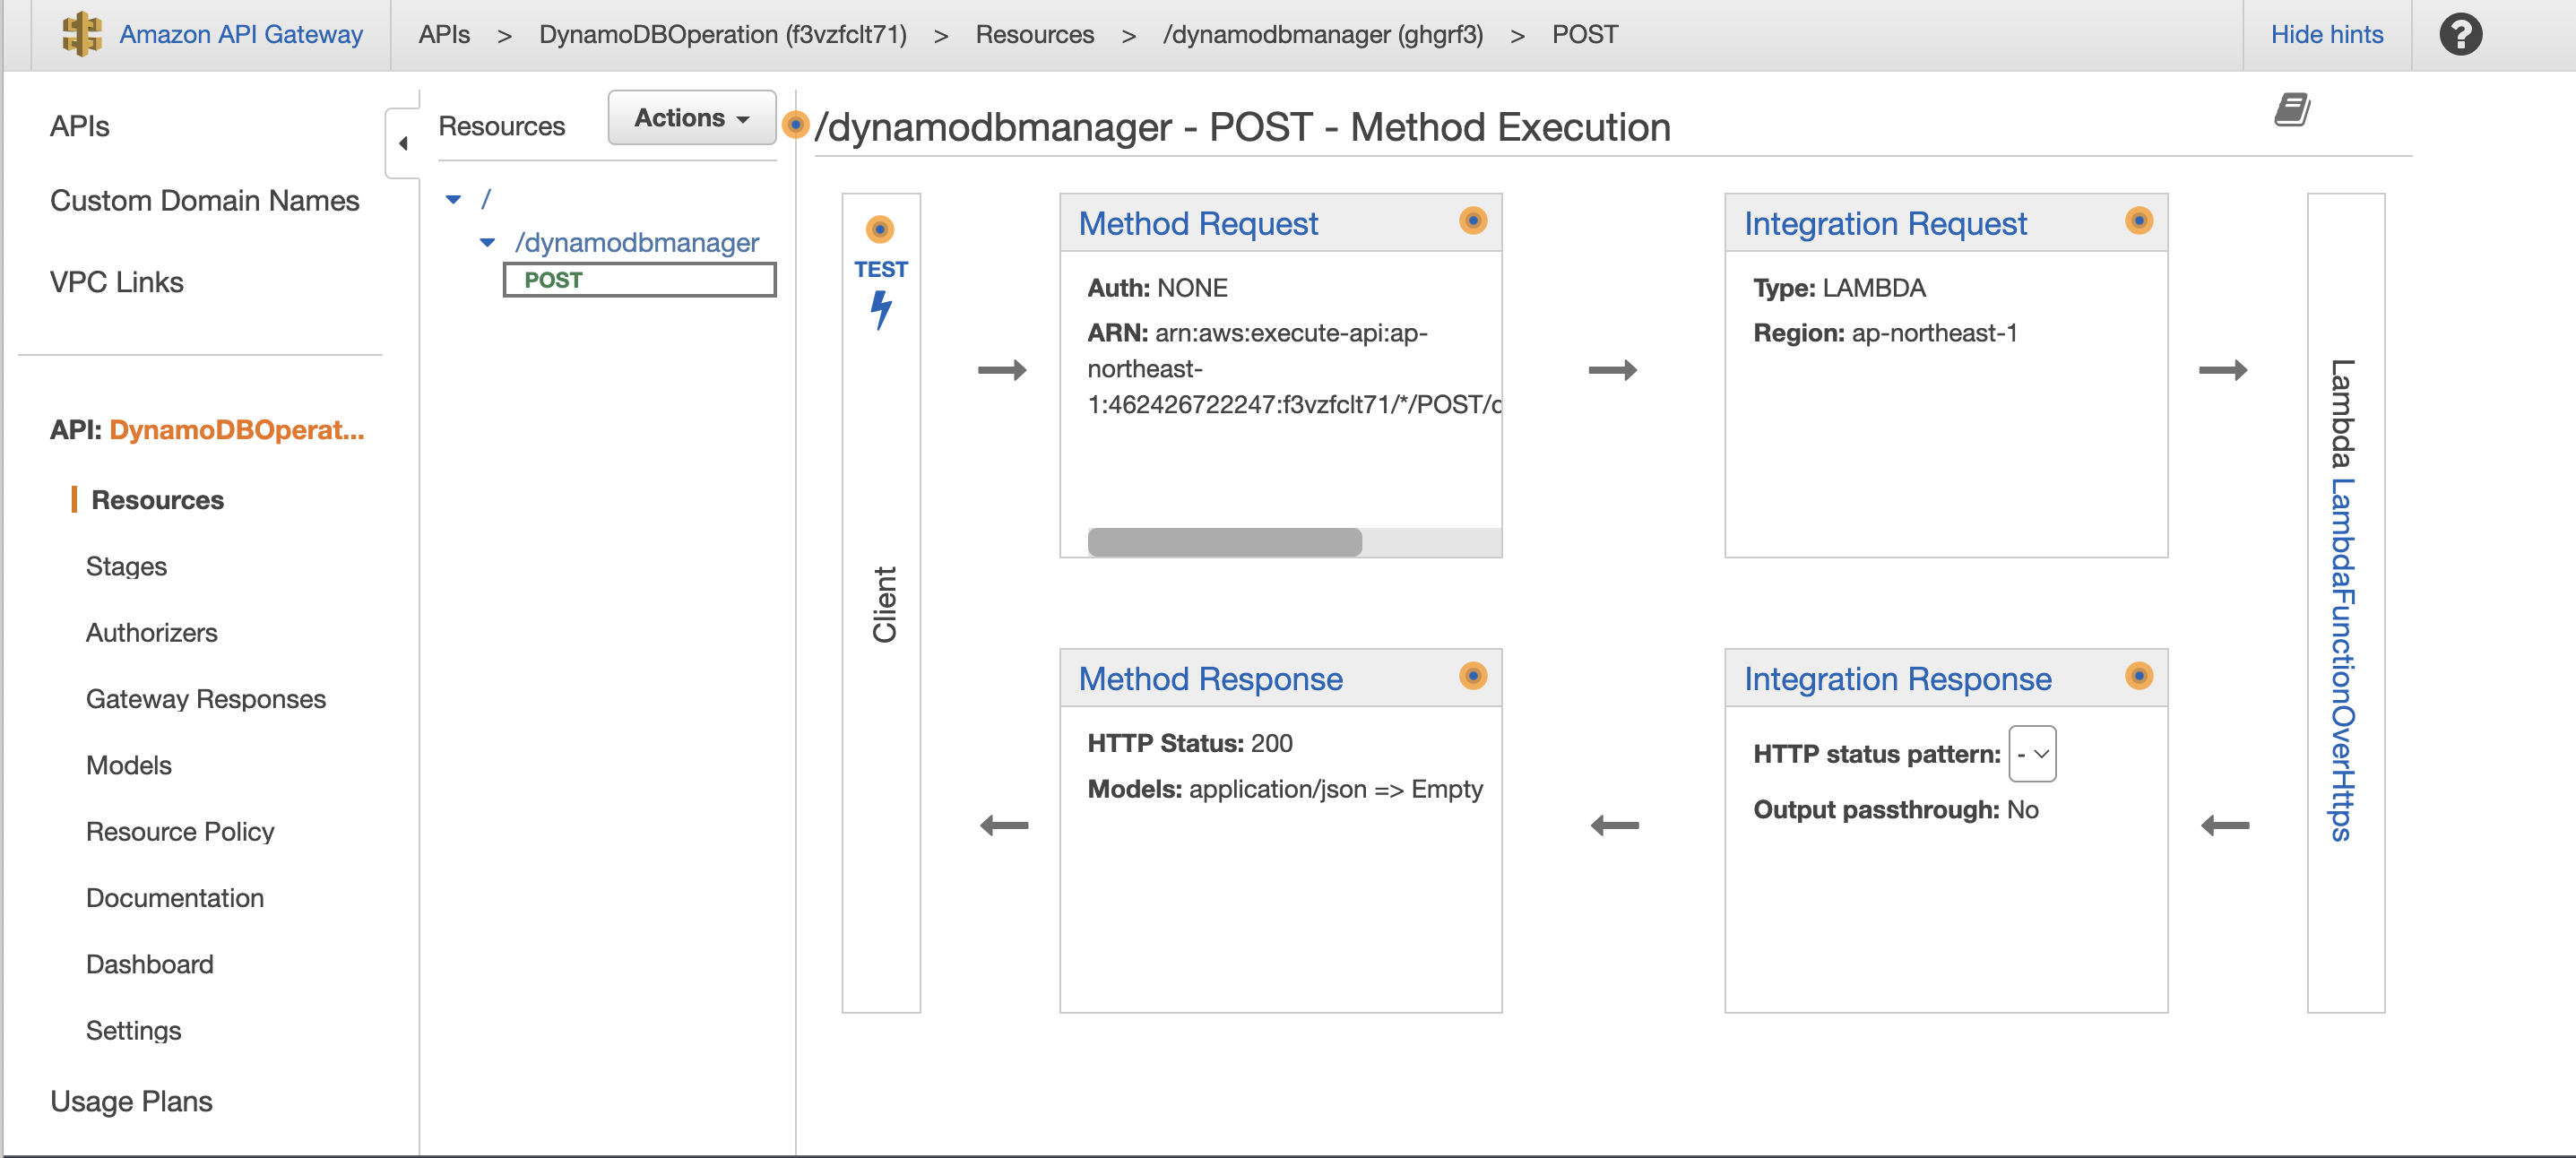 Amazon API Gateway
APIs > DynamoDBOperation (f3vzfclt71) > Resources > /dynamodbmanager (ghgrf3) > POST
Hide hints
?
APIs
Custom Domain Names
VPC Links
API: DynamoDBOperat...
Resources
Stages
Authorizers
Gateway Responses
Models
Resource Policy
Documentation
Dashboard
Settings
Usage Plans
Resources
Actions
/
/dynamodbmanager
POST
/dynamodbmanager - POST - Method Execution
TEST
Client
Method Request
Auth: NONE
ARN: arn:aws:execute-api:ap-
northeast-
1:462426722247:f3vzfclt71/*/POST/
Integration Request
Type: LAMBDA
Region: ap-northeast-1
Lambda LambdaFunctionOverHttps
Method Response
HTTP Status: 200
Models: application/json => Empty
Integration Response
HTTP status pattern: -
Output passthrough: No